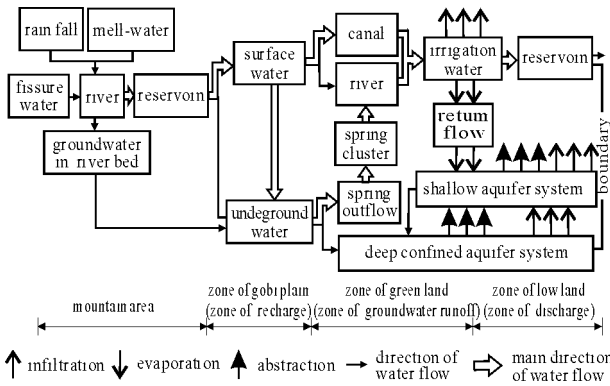 rain fall
mell-water
fissure
water
river
reservoin
groundwater
in river bed
surface
water
undeground
water
canal
river
spring
cluster
spring
outflow
irrigation
water
reservoir
retum
flow
shallow aquifer system
deep confined aquifer system
boundary
mountain area
zone of gobi plain
(zone of recharge)
zone of green land
(zone of groundwater runoff)
zone of low land
(zone of discharge)
infiltration
evaporation
abstraction
direction of
water flow
main direction
of water flow